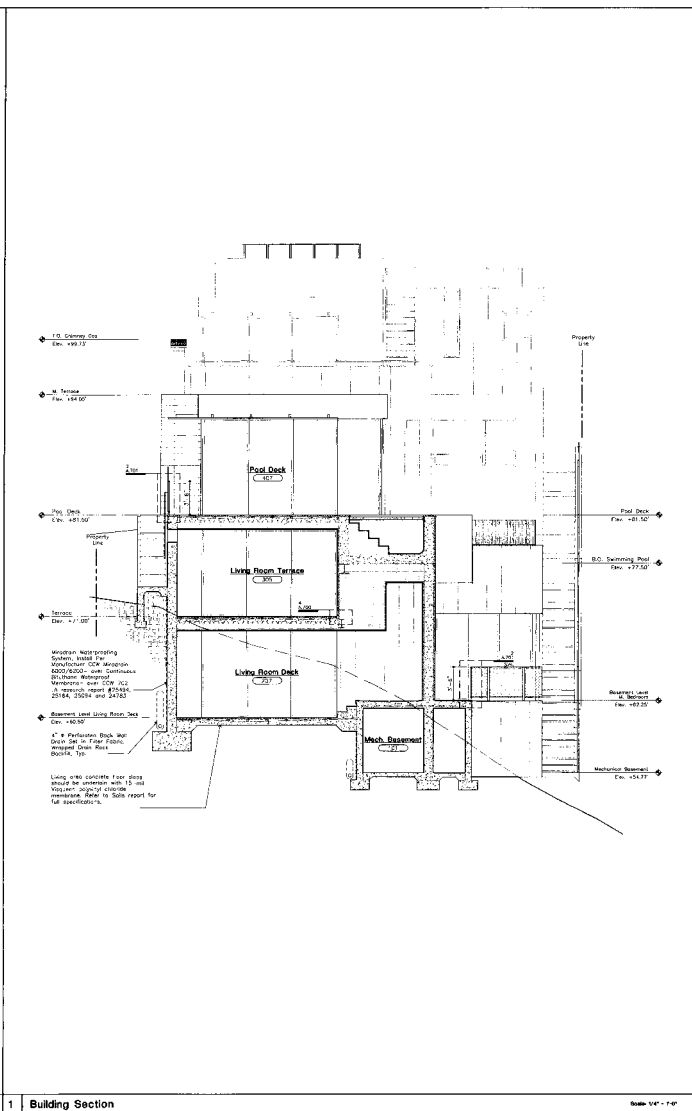 T.O. Chimney Cap
Elev. +99.73'
Property
Line
M. Terrace
Elev. +94.00'
Pool Deck
407
2
A.701
Pool Deck
Elev. +81.50'
Pool Deck
Elev. +81.50'
Property
Line
B.O. Swimming Pool
Elev. +77.50'
Living Room Terrace
305
4
A.700
Terrace
Elev. +71.00'
Miradrain Waterproofing
System, Install Per
Manufacturer CCW Miradrain
6000/6200- over Continuous
Waterproof
Membrane- over CCW 702
.A research report #25494,
25184, 25094 and 24783
Living Room Deck
Basement Level
M. Bedroom
Elev. +62.25'
Basement Level Living Room Deck
Elev. +60.50'
4" ø Perforated Back Wall
Drain Set in Filter Fabric,
Wrapped Drain Rock
Backfill, Typ.
Mech. Basement
101
Mechanical Basement
Elev. +54.77'
Living area concrete floor slabs
should be underlain with 15-mil
Visqueen polyvinyl chloride
membrane. Refer to Soils report for
full specifications.
1 Building Section
Scale: 1/4" = 1'-0"